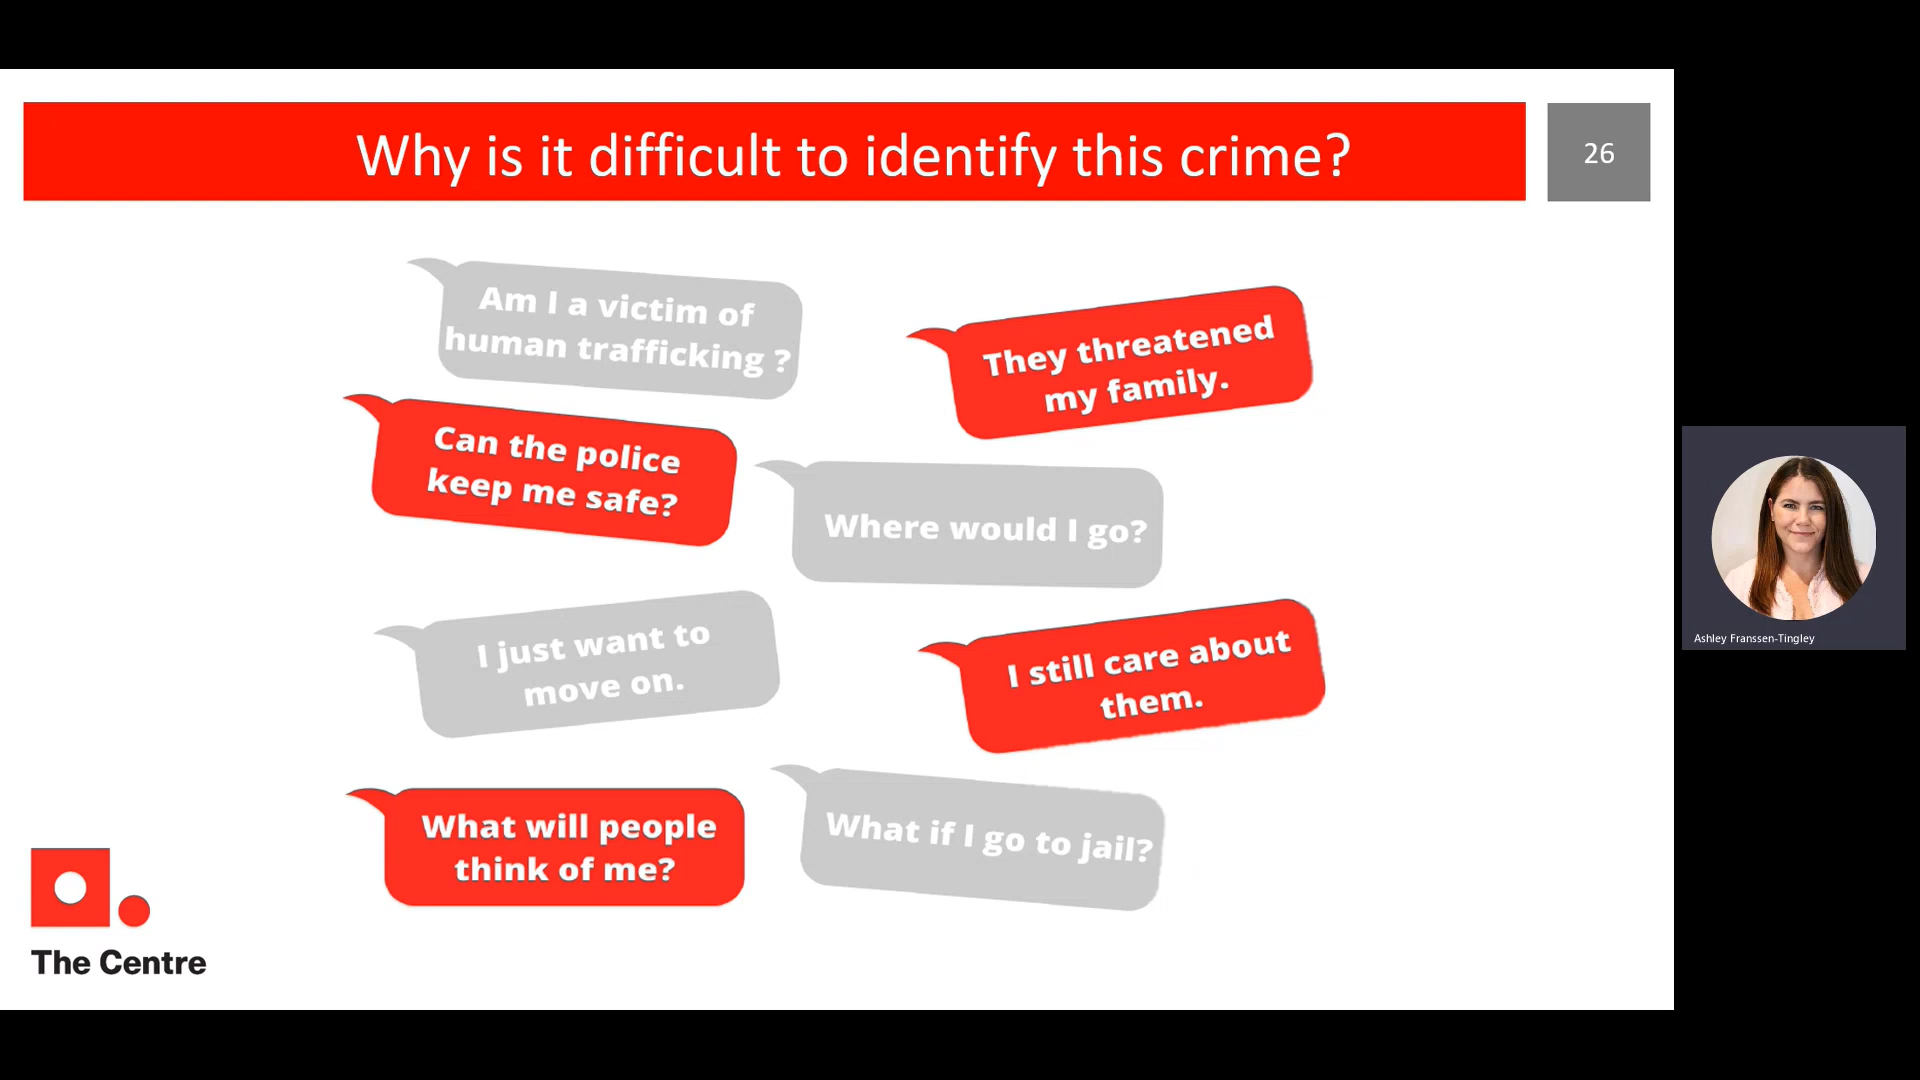 Why is it difficult to identify this crime?
26
Am I a victim of
human trafficking ?
They threatened
my family.
Can the police
keep me safe?
Where would I go?
I just want to
move on.
I still care about
them.
What will people
think of me?
What if I go to jail?
The Centre
Ashley Franssen-Tingley